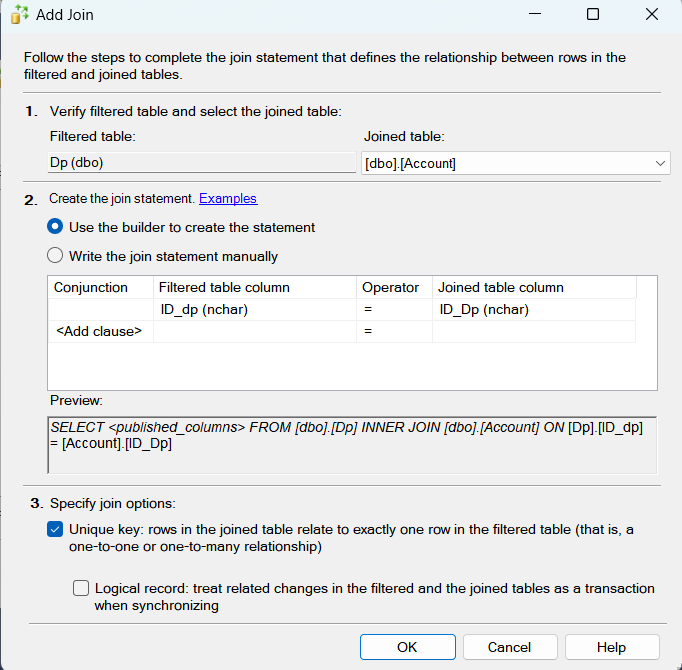 Add Join
Follow the steps to complete the join statement that defines the relationship between rows in the
filtered and joined tables.
1. Verify filtered table and select the joined table:
Filtered table:
Joined table:
Dp (dbo)
[dbo].[Account]
2. Create the join statement. Examples
Use the builder to create the statement
Write the join statement manually
Conjunction Filtered table column Operator Joined table column
ID_dp (nchar) = ID_Dp (nchar)
<Add clause> =
Preview:
SELECT <published_columns> FROM [dbo].[Dp] INNER JOIN [dbo].[Account] ON [Dp].[ID_dp]
= [Account].[ID_Dp]
3. Specify join options:
Unique key: rows in the joined table relate to exactly one row in the filtered table (that is, a
one-to-one or one-to-many relationship)
Logical record: treat related changes in the filtered and the joined tables as a transaction
when synchronizing
OK Cancel Help